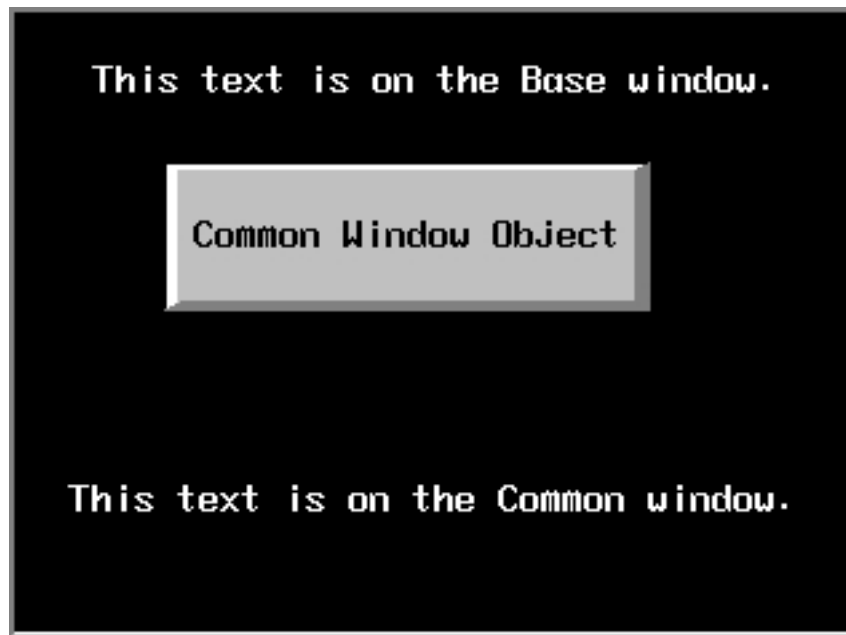 This text is on the Base window.
Common Window Object
This text is on the Common window.